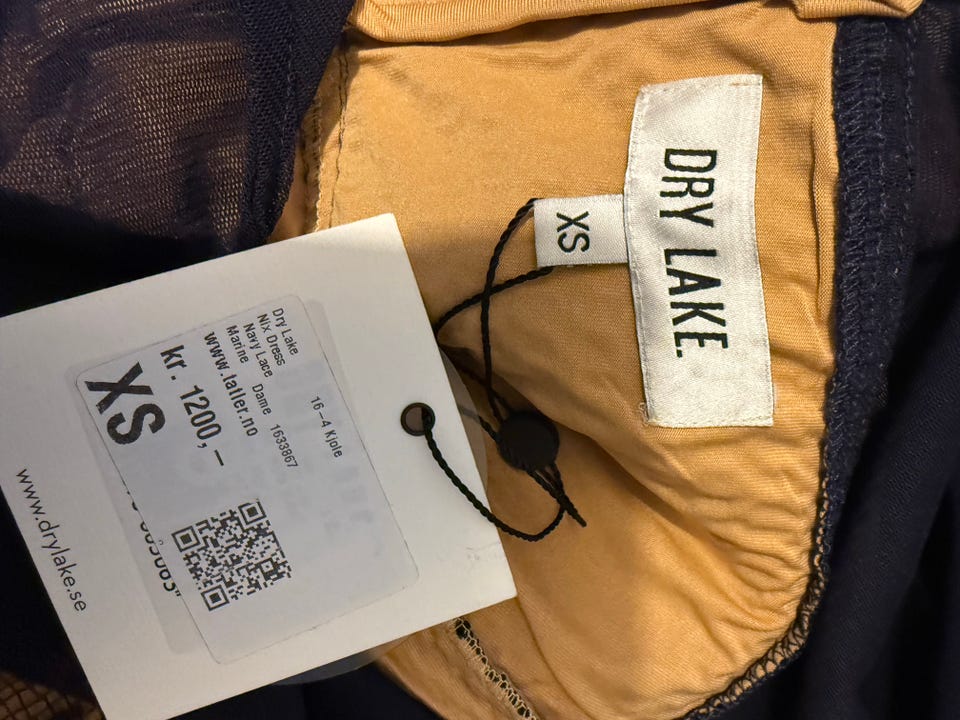 DRY LAKE.
XS
Dry Lake 16-4 Kjole
Nix Dress
Navy Lace Dame 1633867
Marine
www.tatler.no
kr. 1200,-
XS
www.drylake.se